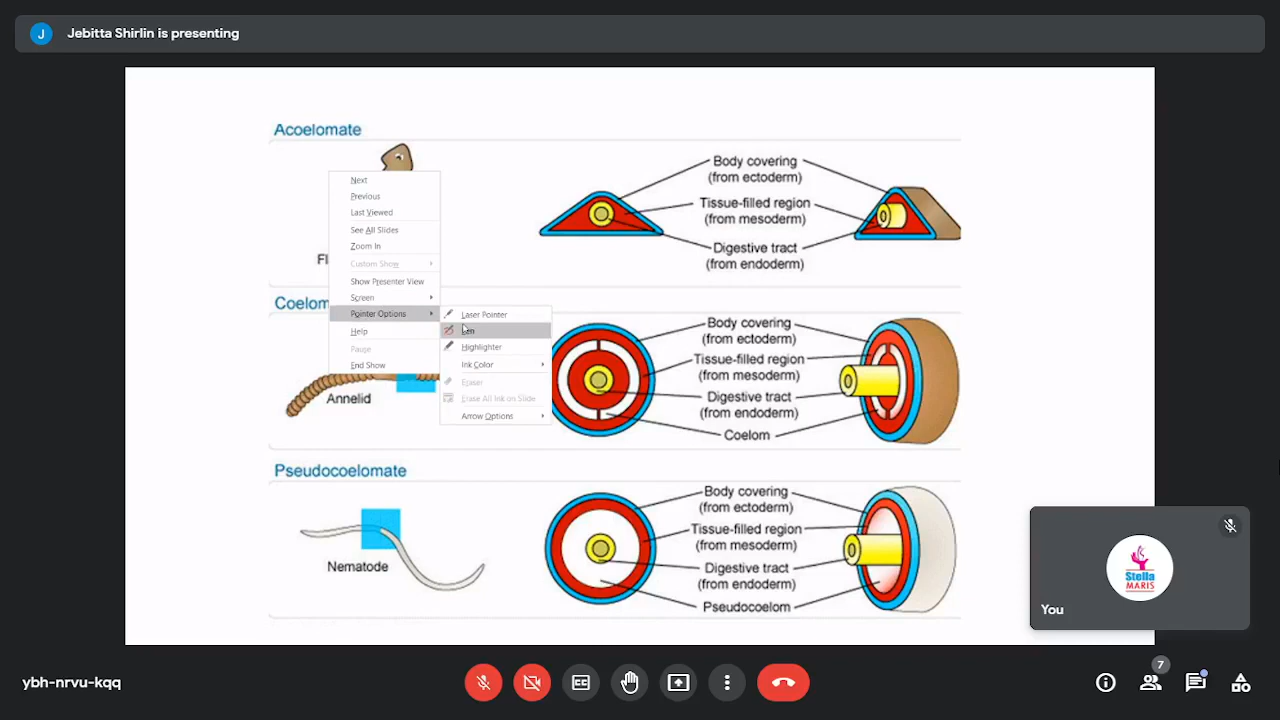 J Jebitta Shirlin is presenting
Acoelomate
Body covering
(from ectoderm)
Tissue-filled region
(from mesoderm)
Digestive tract
(from endoderm)
Fl
Next
Previous
Last Viewed
See All Slides
Zoom In
Custom Show
Show Presenter View
Screen
Pointer Options
Help
Pause
End Show
Laser Pointer
Pen
Highlighter
Ink Color
Eraser
Erase All Ink on Slide
Arrow Options
Coelom
Body covering
(from ectoderm)
Tissue-filled region
(from mesoderm)
Digestive tract
(from endoderm)
Coelom
Annelid
Pseudocoelomate
Body covering
(from ectoderm)
Tissue-filled region
(from mesoderm)
Digestive tract
(from endoderm)
Pseudocoelom
Nematode
Stella
MARIS
You
ybh-nrvu-kqq
CC
7